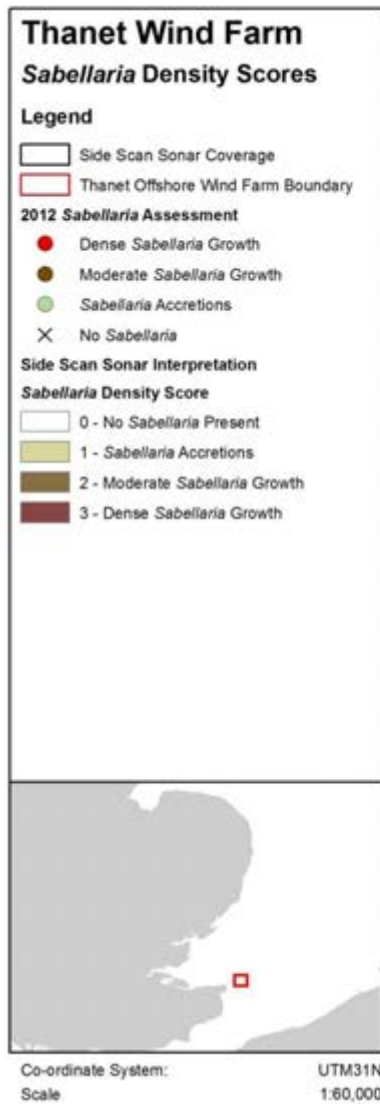 Thanet Wind Farm
Sabellaria Density Scores
Legend
Side Scan Sonar Coverage
Thanet Offshore Wind Farm Boundary
2012 Sabellaria Assessment
Dense Sabellaria Growth
Moderate Sabellaria Growth
Sabellaria Accretions
No Sabellaria
Side Scan Sonar Interpretation
Sabellaria Density Score
0 - No Sabellaria Present
1 - Sabellaria Accretions
2 - Moderate Sabellaria Growth
3 - Dense Sabellaria Growth
Co-ordinate System: UTM31N
Scale 1:60,000